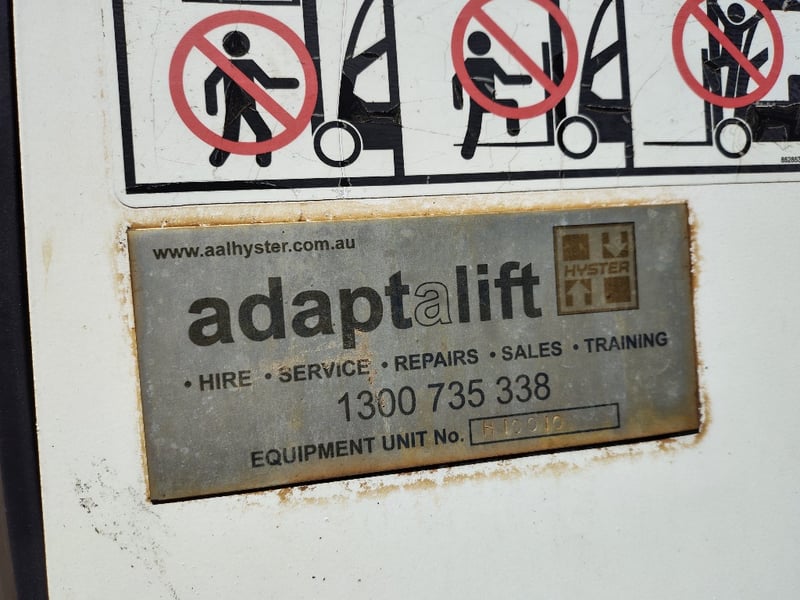 www.aalhyster.com.au
adaptalift
HYSTER
• HIRE • SERVICE • REPAIRS • SALES • TRAINING
1300 735 338
EQUIPMENT UNIT No.